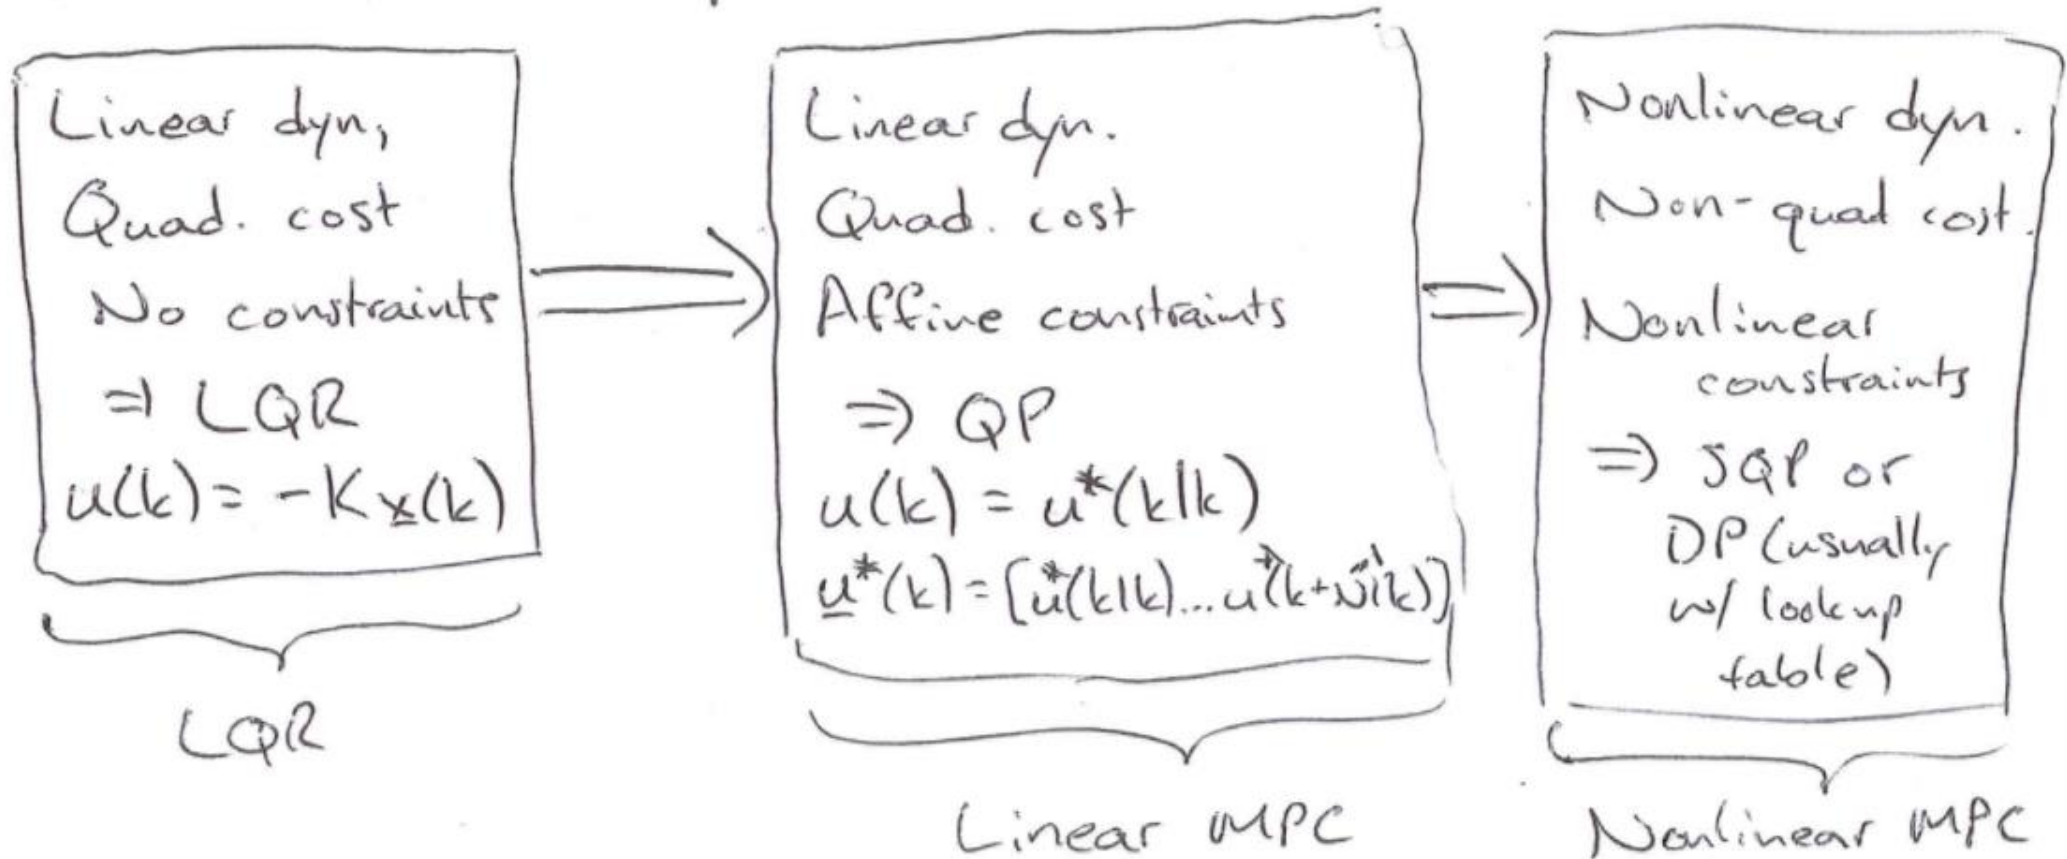 Linear dyn,
Quad. cost
No constraints
⇒ LQR
u(k) = -Kx(k)
LQR
Linear dyn.
Quad. cost
Affine constraints
⇒ QP
u(k) = u*(k|k)
u*(k) = [u*(k|k)...u*(k+N-1|k)]
Linear MPC
Nonlinear dyn.
Non-quad cost.
Nonlinear
constraints
⇒ SQP or
DP (usually
w/ lookup
table)
Nonlinear MPC